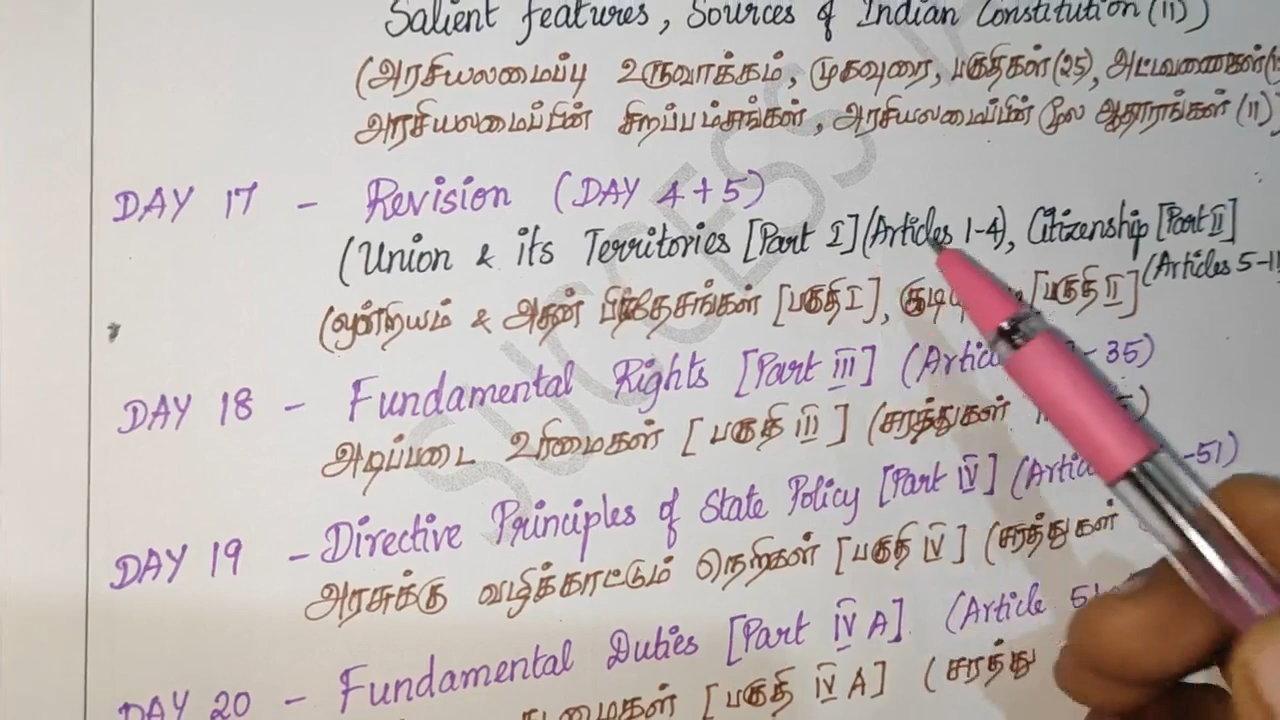 Salient features, Sources of Indian Constitution (11))
(அரசியலமைப்பு உருவாக்கம், முகவுரை, பகுதிகள் (25), அட்டவணைகள்
அரசியலமைப்பின் சிறப்பம்சங்கள், அரசியலமைப்பின் மூல ஆதாரங்கள் (11))
DAY 17 - Revision (DAY 4+5)
(Union & its Territories [Part I] (Articles 1-4), Citizenship [Part II]
(Articles 5-11
(ஒன்றியம் & அதன் பிரதேசங்கள் [பகுதி I], [பகுதி II]
DAY 18 - Fundamental Rights [Part III] - 35)
அடிப்படை உரிமைகள் [பகுதி III] (சரத்துகள்
DAY 19 - Directive Principles of State Policy [Part IV] -51)
அரசுக்கு வழிக்காட்டும் நெறிகள் [பகுதி IV] (சரத்துகள்
DAY 20 - Fundamental Duties [Part IV A] (Article
[பகுதி IV A] (சரத்து
SUCCESS